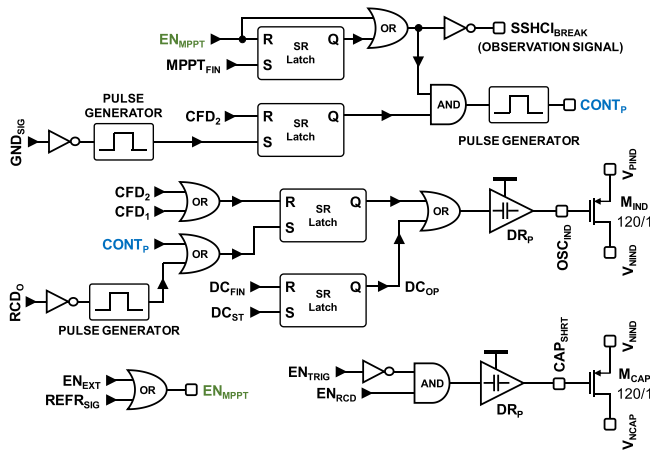 EN_MPPT
R
Q
SR
Latch
S
MPPT_FIN
OR
SSHCI_BREAK
(OBSERVATION SIGNAL)
PULSE
GENERATOR
GND_SIG
CFD_2
R
Q
SR
Latch
S
AND
CONT_P
PULSE GENERATOR
CFD_2
CFD_1
OR
R
Q
SR
Latch
S
OR
DR_P
OSC_IND
V_PIND
M_IND
120/1
V_NIND
CONT_P
OR
RCD_O
PULSE GENERATOR
DC_FIN
DC_ST
R
Q
SR
Latch
S
DC_OP
EN_EXT
REFR_SIG
OR
EN_MPPT
EN_TRIG
EN_RCD
AND
DR_P
CAP_SHRT
V_NIND
M_CAP
120/1
V_NCAP